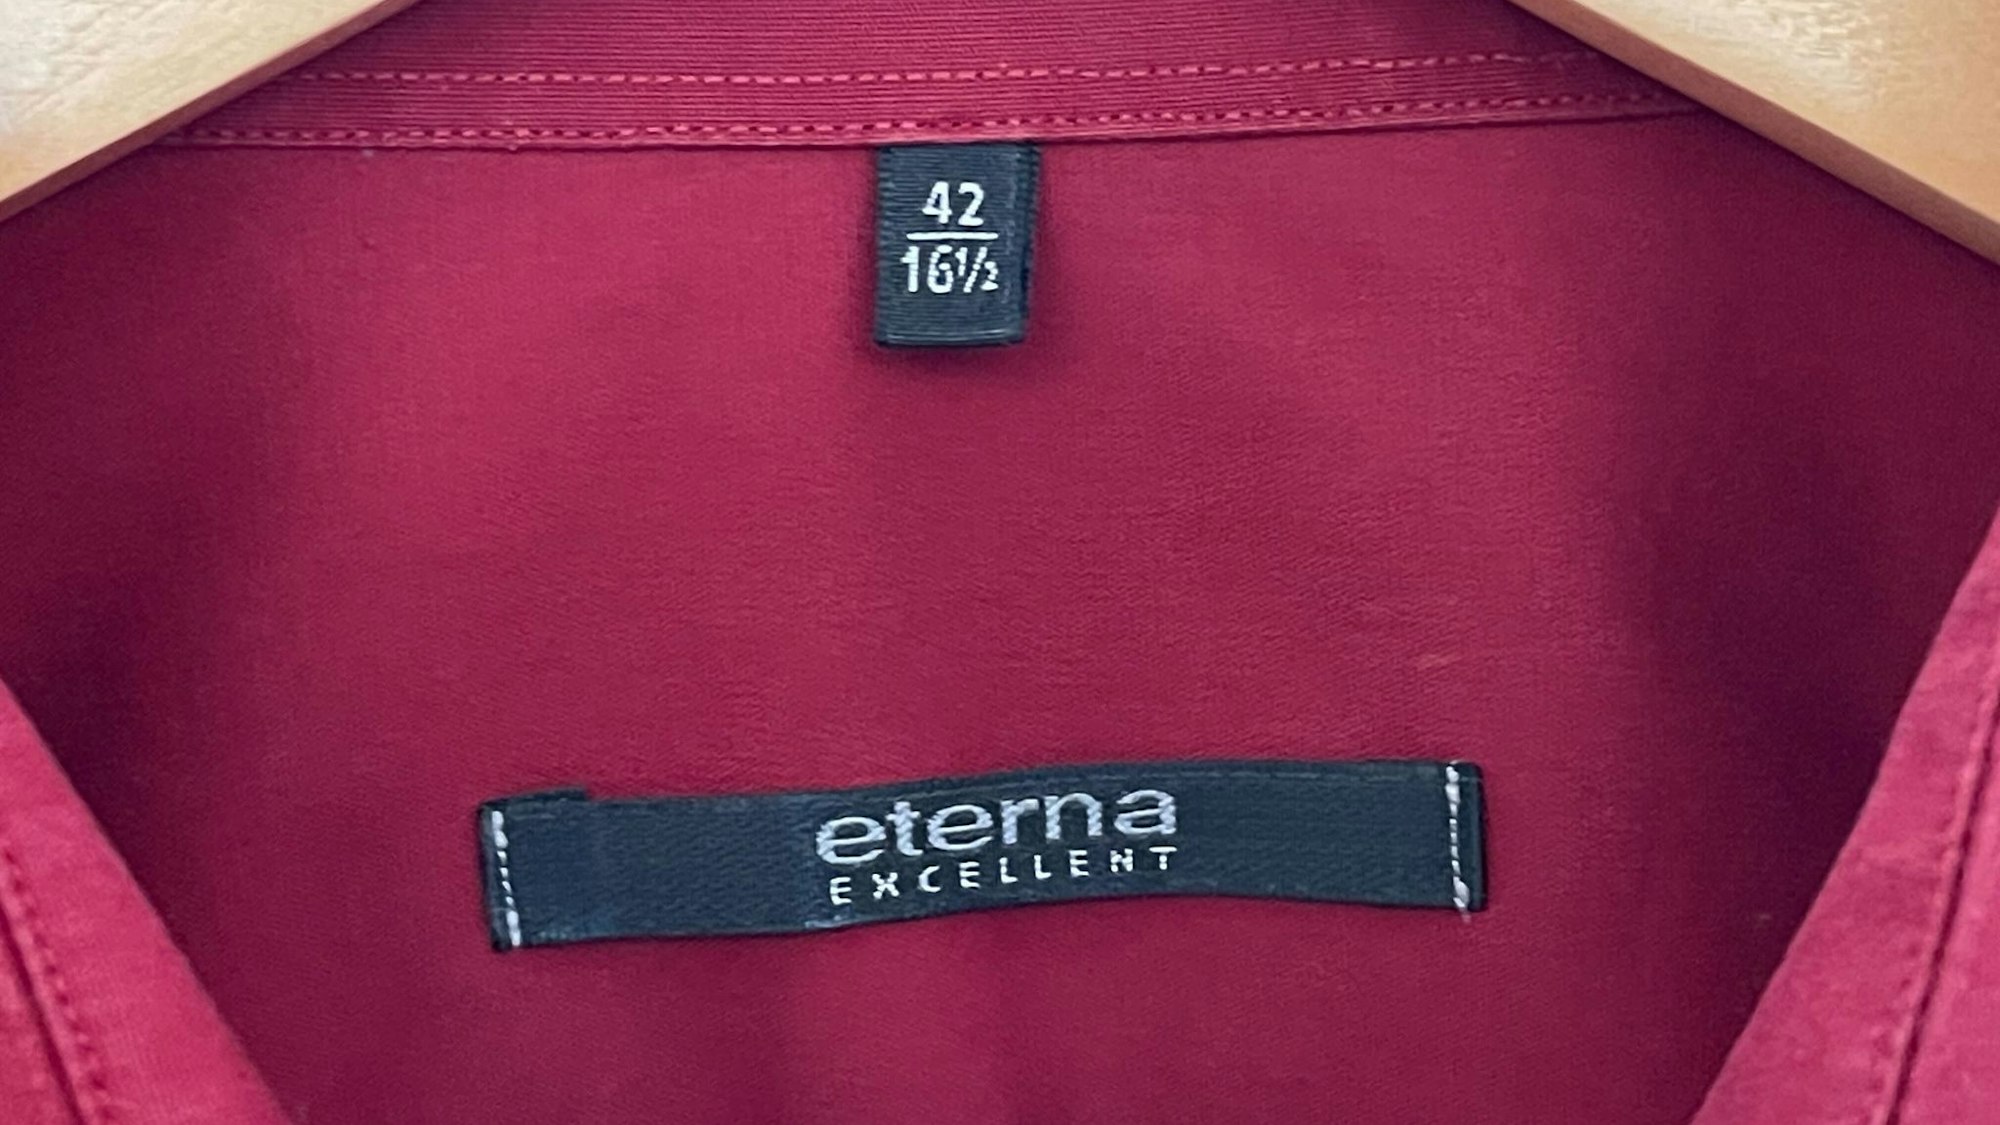 42
16½
eterna
EXCELLENT